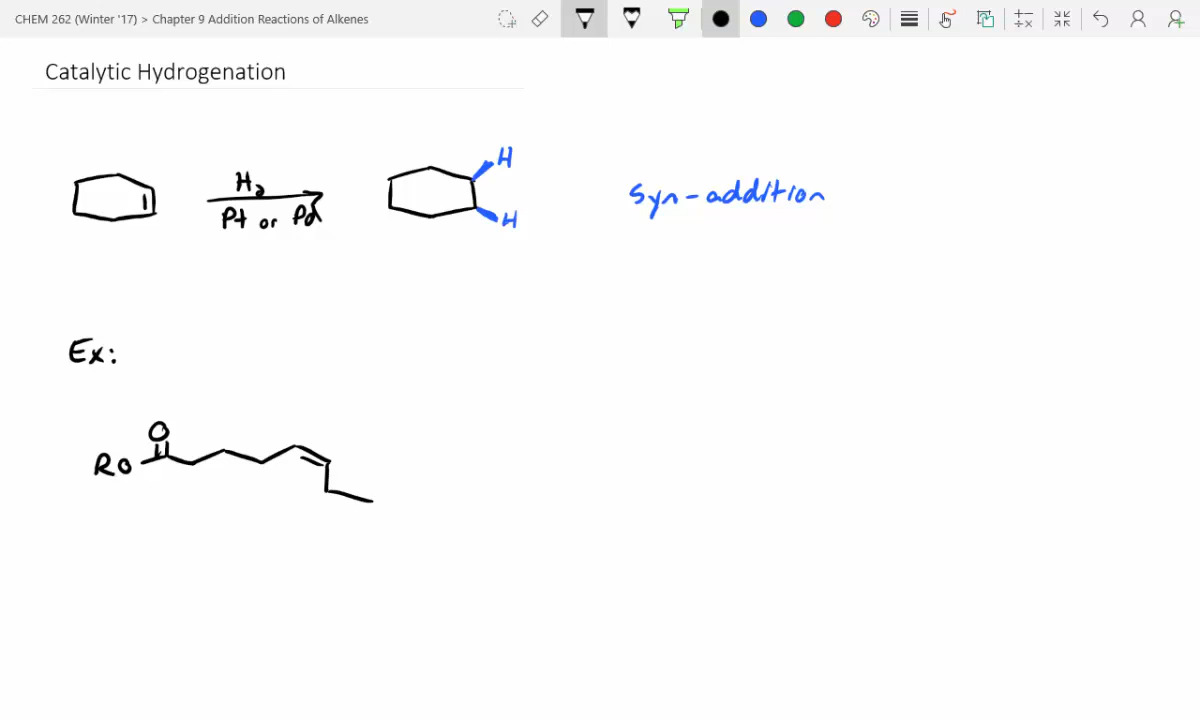 CHEM 262 (Winter '17) > Chapter 9 Addition Reactions of Alkenes
Catalytic Hydrogenation
H₂
Pt or Pd
H
H
Syn-addition
Ex:
O
RO